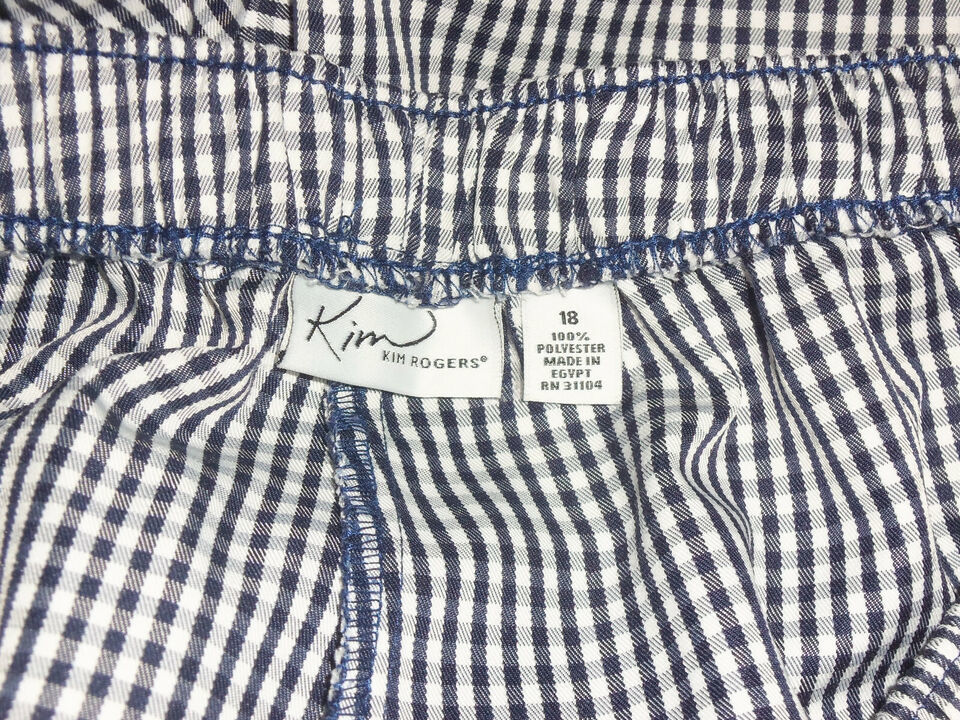 Kim
KIM ROGERS®
18
100%
POLYESTER
MADE IN
EGYPT
RN 31104